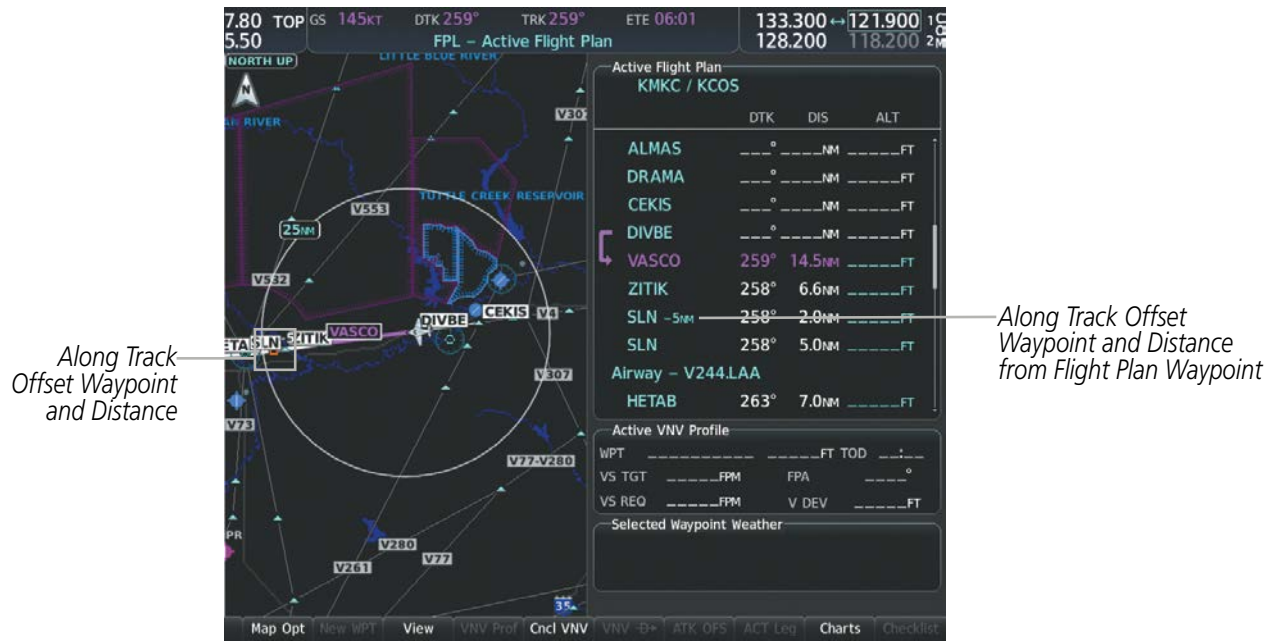 7.80 TOP GS 145KT DTK 259° TRK 259° ETE 06:01 133.300 ↔ 121.900 1
5.50 FPL – Active Flight Plan 128.200 118.200 2
NORTH UP
N
LITTLE BLUE RIVER
AN RIVER
V307
TUTTLE CREEK RESERVOIR
V553
25NM
V532
CEKIS
V4
DIVBE
VASCO
ZITIK
SLN
ETAB
V307
V73
V77-V280
PR
V280
V77
V261
35
Active Flight Plan
KMKC / KCOS
DTK DIS ALT
ALMAS ___° ____NM _____FT
DRAMA ___° ____NM _____FT
CEKIS ___° ____NM _____FT
DIVBE ___° ____NM _____FT
VASCO 259° 14.5NM _____FT
ZITIK 258° 6.6NM _____FT
SLN –5NM 258° 2.0NM _____FT
SLN 258° 5.0NM _____FT
Airway – V244.LAA
HETAB 263° 7.0NM _____FT
Active VNV Profile
WPT __________ _____FT TOD __:__
VS TGT _____FPM FPA ____°
VS REQ _____FPM V DEV _____FT
Selected Waypoint Weather
Map Opt New WPT View VNV Prof Cncl VNV VNV -D→ ATK OFS ACT Leg Charts Checklist
Along Track
Offset Waypoint
and Distance
Along Track Offset
Waypoint and Distance
from Flight Plan Waypoint